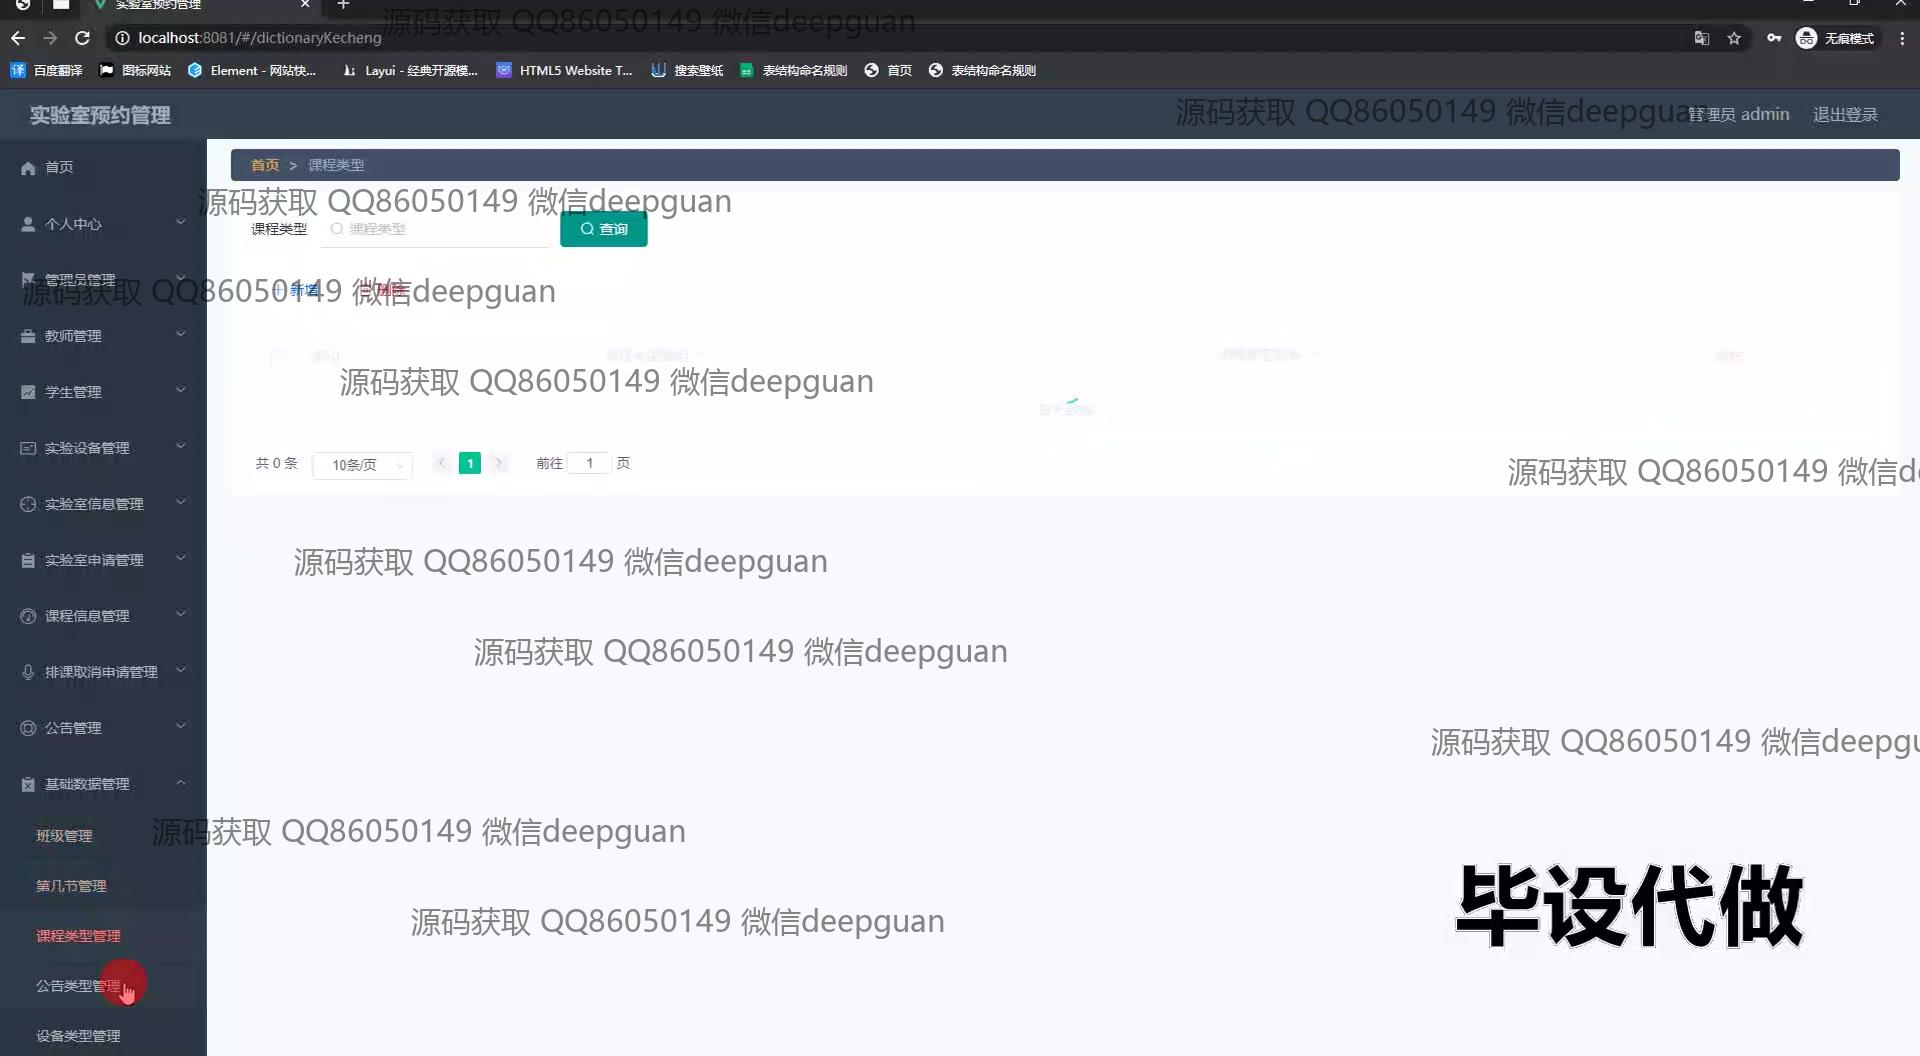 实验室预约管理
源码获取 QQ86050149 微信deepguan
localhost:8081/#/dictionaryKecheng
无痕模式
百度翻译
图标网站
Element - 网站快...
Layui - 经典开源模...
HTML5 Website T...
搜索壁纸
表结构命名规则
首页
表结构命名规则
实验室预约管理
源码获取 QQ86050149 微信deepguan
管理员 admin
退出登录
首页
个人中心
管理员管理
教师管理
学生管理
实验设备管理
实验室信息管理
实验室申请管理
课程信息管理
排课取消申请管理
公告管理
基础数据管理
班级管理
第几节管理
课程类型管理
公告类型管理
设备类型管理
首页 > 课程类型
源码获取 QQ86050149 微信deepguan
课程类型
课程类型
查询
源码获取 QQ86050149 微信deepguan
+ 新增
删除
源码获取 QQ86050149 微信deepguan
共 0 条
10条/页
1
前往 1 页
源码获取 QQ86050149 微信de
源码获取 QQ86050149 微信deepguan
源码获取 QQ86050149 微信deepguan
源码获取 QQ86050149 微信deepgu
源码获取 QQ86050149 微信deepguan
源码获取 QQ86050149 微信deepguan
毕设代做